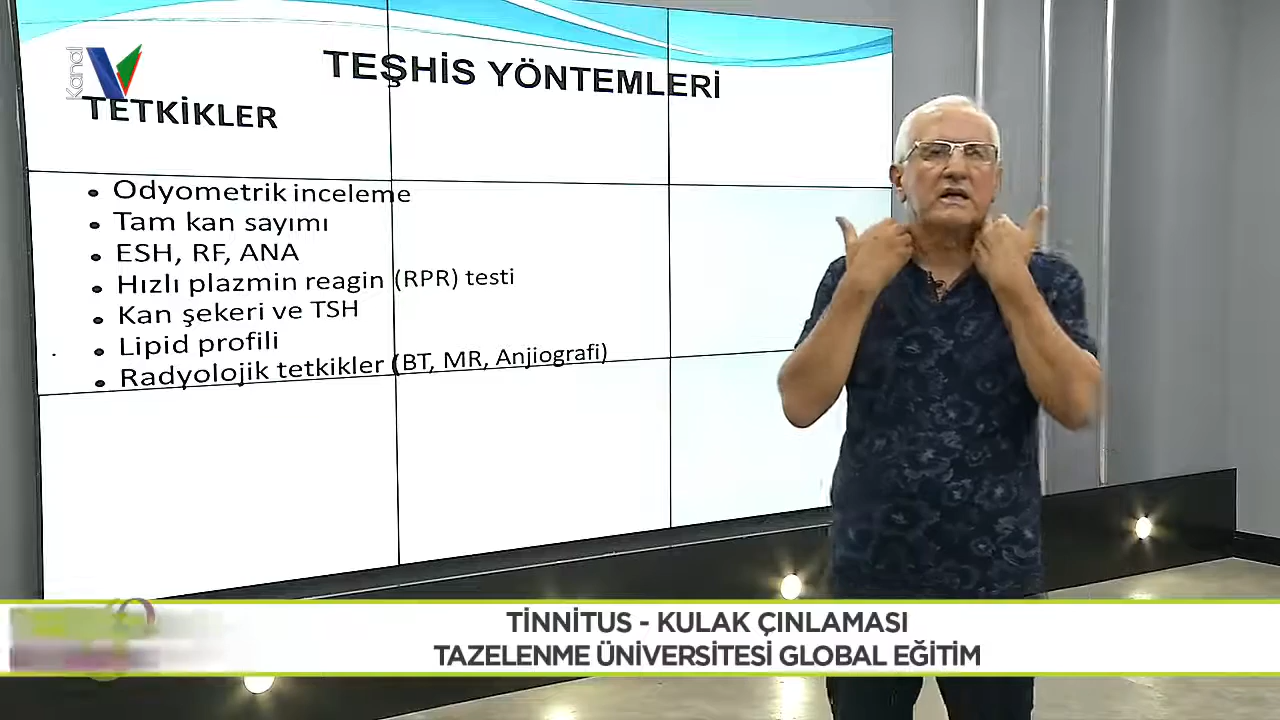 Kanal
V
TEŞHİS YÖNTEMLERİ
TETKİKLER
• Odyometrik inceleme
• Tam kan sayımı
• ESH, RF, ANA
• Hızlı plazmin reagin (RPR) testi
• Kan şekeri ve TSH
• Lipid profili
• Radyolojik tetkikler (BT, MR, Anjiografi)
TİNNİTUS - KULAK ÇINLAMASI
TAZELENME ÜNİVERSİTESİ GLOBAL EĞİTİM